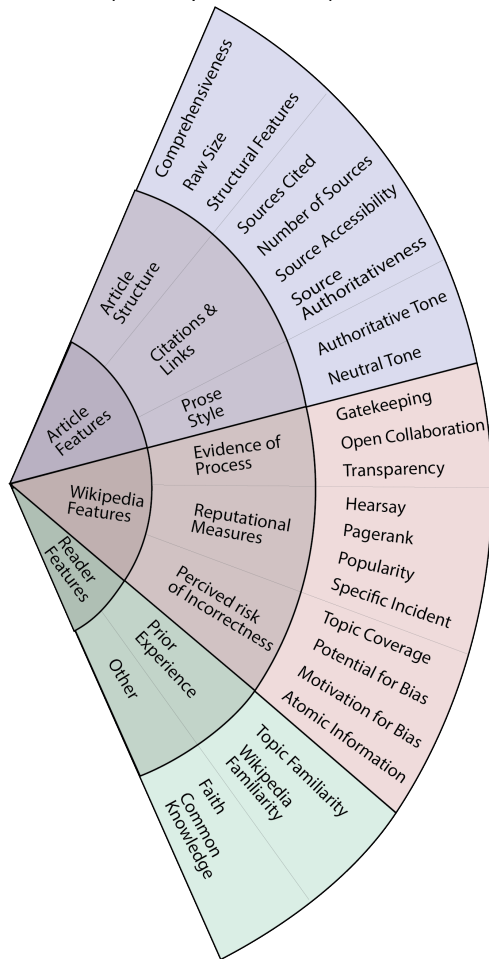 Comprehensiveness
Raw Size
Structural Features
Sources Cited
Number of Sources
Source Accessibility
Source
Authoritativeness
Authoritative Tone
Neutral Tone
Article
Structure
Citations &
Links
Prose
Style
Article
Features
Gatekeeping
Open Collaboration
Transparency
Hearsay
Pagerank
Popularity
Specific Incident
Topic Coverage
Potential for Bias
Motivation for Bias
Atomic Information
Evidence of
Process
Reputational
Measures
Percived risk
of Incorrectness
Wikipedia
Features
Reader
Features
Prior
Experience
Other
Topic Familiarity
Wikipedia
Familiarity
Faith
Common
Knowledge